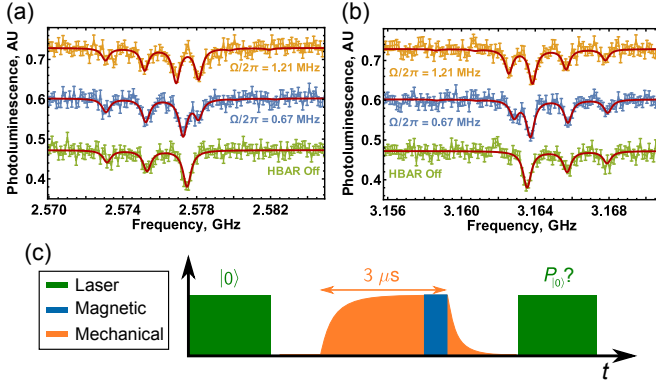 (a)
(b)
Photoluminescence, AU
0.7
0.6
0.5
0.4
Ω/2π = 1.21 MHz
Ω/2π = 0.67 MHz
HBAR Off
2.570
2.574
2.578
2.582
Frequency, GHz
Photoluminescence, AU
0.7
0.6
0.5
0.4
Ω/2π = 1.21 MHz
Ω/2π = 0.67 MHz
HBAR Off
3.156
3.160
3.164
3.168
Frequency, GHz
(c)
Laser
Magnetic
Mechanical
|0⟩
3 μs
P|0⟩?
t